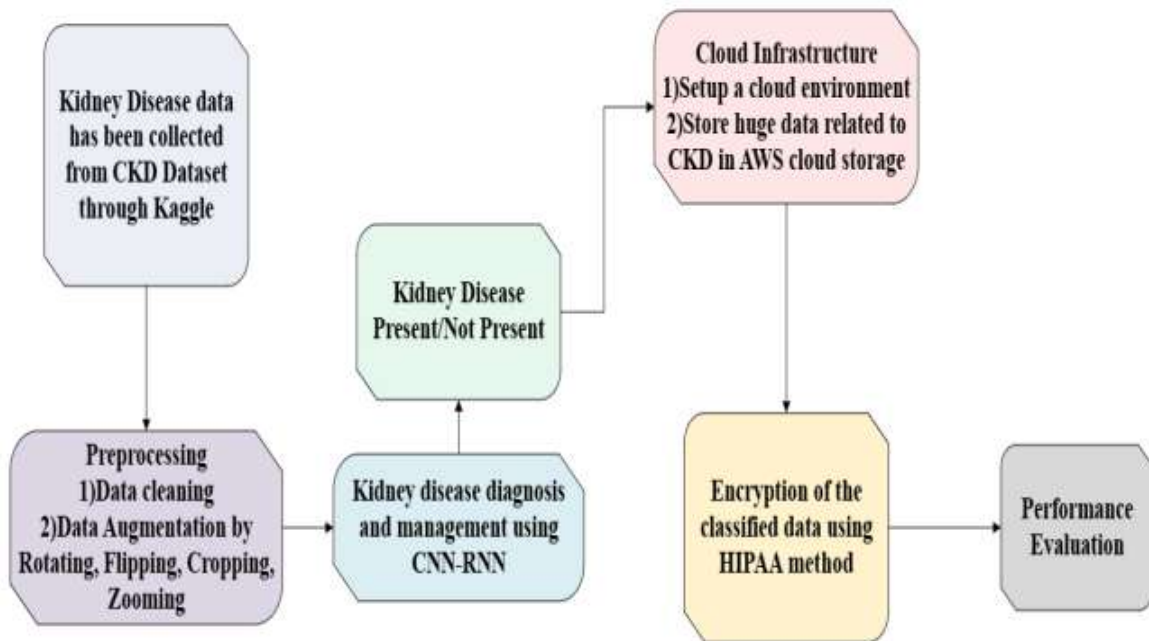 Kidney Disease data
has been collected
from CKD Dataset
through Kaggle
Preprocessing
1)Data cleaning
2)Data Augmentation by
Rotating, Flipping, Cropping,
Zooming
Kidney disease diagnosis
and management using
CNN-RNN
Kidney Disease
Present/Not Present
Cloud Infrastructure
1)Setup a cloud environment
2)Store huge data related to
CKD in AWS cloud storage
Encryption of the
classified data using
HIPAA method
Performance
Evaluation